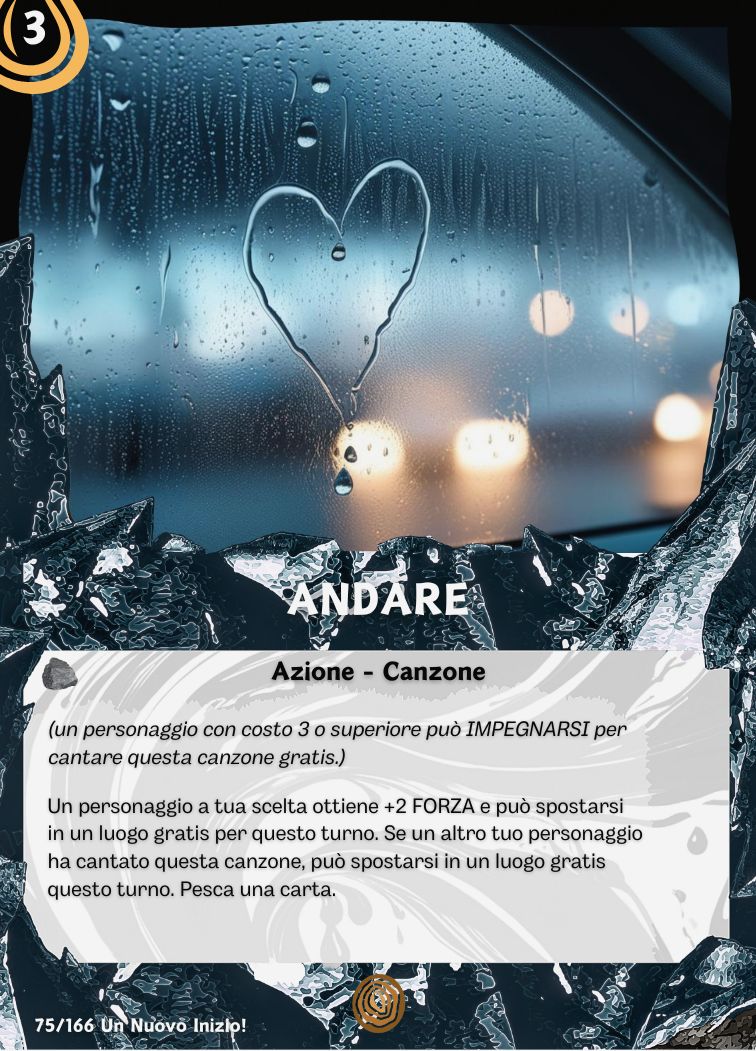 3
ANDARE
Azione - Canzone
(un personaggio con costo 3 o superiore può IMPEGNARSI per
cantare questa canzone gratis.)
Un personaggio a tua scelta ottiene +2 FORZA e può spostarsi
in un luogo gratis per questo turno. Se un altro tuo personaggio
ha cantato questa canzone, può spostarsi in un luogo gratis
questo turno. Pesca una carta.
75/166 Un Nuovo Inizio!